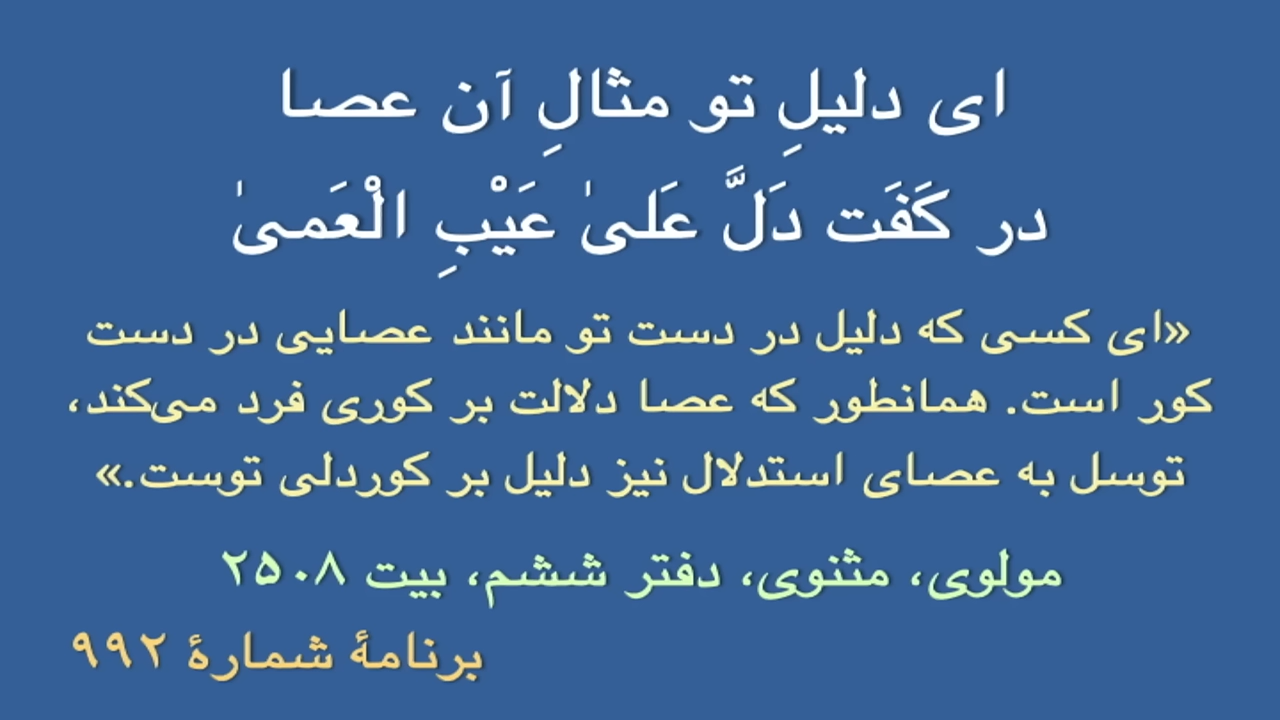 ای دلیلِ تو مثالِ آن عصا
در کَفَت دَلَّ عَلیٰ عَیْبِ الْعَمیٰ
«ای کسی که دلیل در دست تو مانند عصایی در دست
کور است. همانطور که عصا دلالت بر کوری فرد می‌کند،
توسل به عصای استدلال نیز دلیل بر کوردلی توست.»
مولوی، مثنوی، دفتر ششم، بیت ۲۵۰۸
برنامهٔ شمارهٔ ۹۹۲